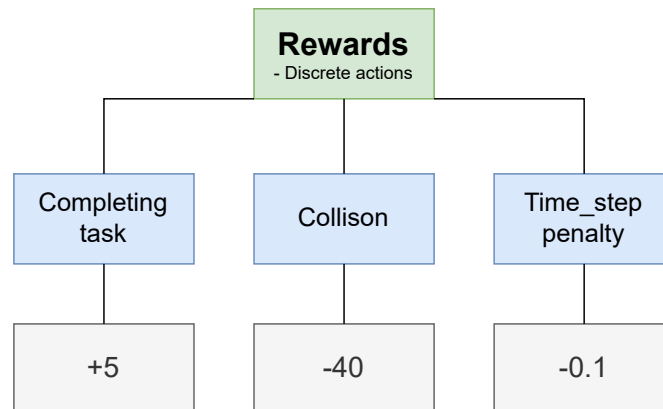 Rewards
- Discrete actions
Completing
task
Collison
Time_step
penalty
+5
-40
-0.1